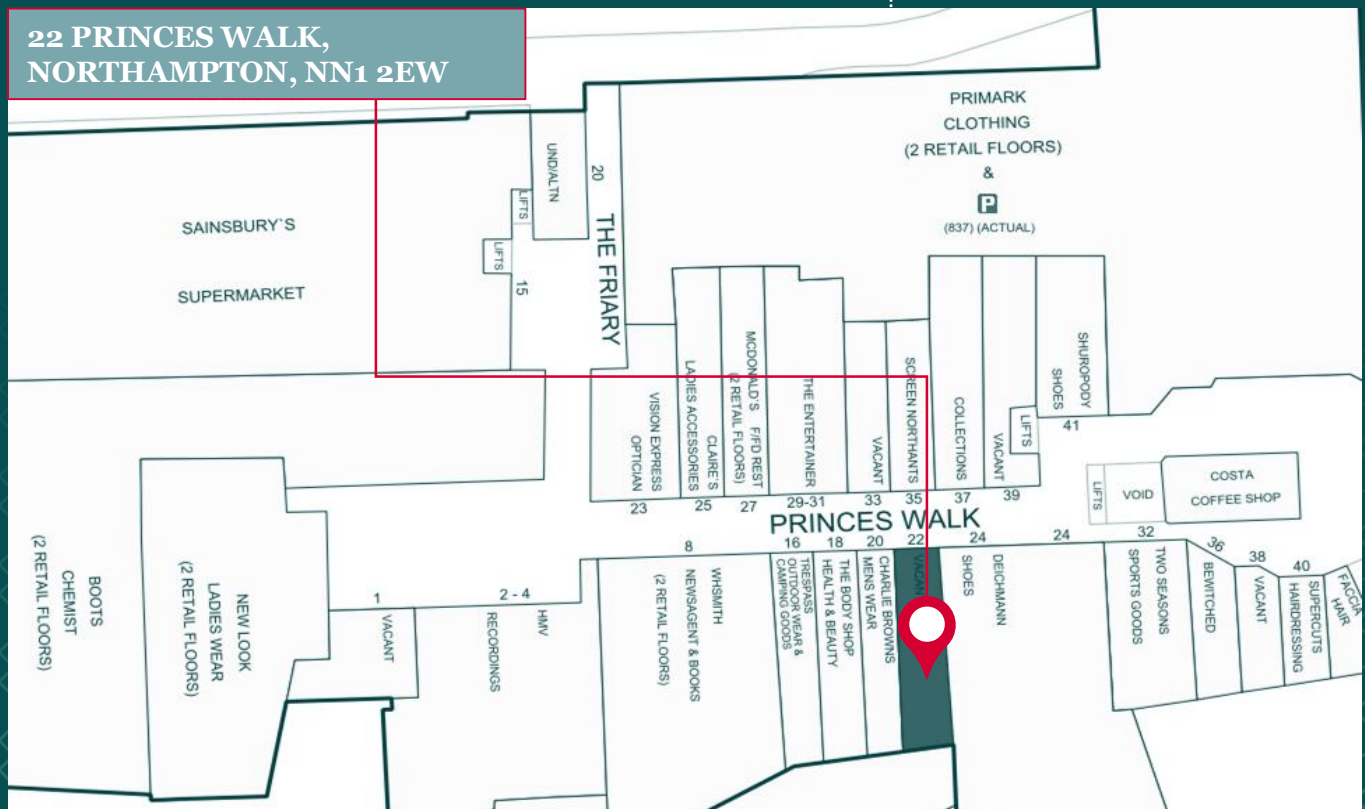 22 PRINCES WALK,
NORTHAMPTON, NN1 2EW
PRIMARK
CLOTHING
(2 RETAIL FLOORS)
&
P
(837) (ACTUAL)
SAINSBURY`S
SUPERMARKET
UND/ALTN
LIFTS
LIFTS
15
20
THE FRIARY
VISION EXPRESS
OPTICIAN
23
CLAIRE'S
LADIES ACCESSORIES
25
MCDONALD'S F/FD REST
(2 RETAIL FLOORS)
27
THE ENTERTAINER
29-31
VACANT
33
SCREEN NORTHANTS
35
COLLECTIONS
37
VACANT
39
LIFTS
SHUROPODY
SHOES
41
LIFTS
VOID
COSTA
COFFEE SHOP
PRINCES WALK
BOOTS
CHEMIST
(2 RETAIL FLOORS)
NEW LOOK
LADIES WEAR
(2 RETAIL FLOORS)
1
VACANT
2 - 4
HMV
RECORDINGS
8
WHSMITH
NEWSAGENT & BOOKS
(2 RETAIL FLOORS)
16
TRESPASS
OUTDOOR WEAR &
CAMPING GOODS
18
THE BODY SHOP
HEALTH & BEAUTY
20
CHARLIE BROWNS
MENS WEAR
22
VACAN
24
DEICHMANN
SHOES
24
32
TWO SEASONS
SPORTS GOODS
36
BEWITCHED
38
VACANT
40
SUPERCUTS
HAIRDRESSING
FACCIA
HAIR